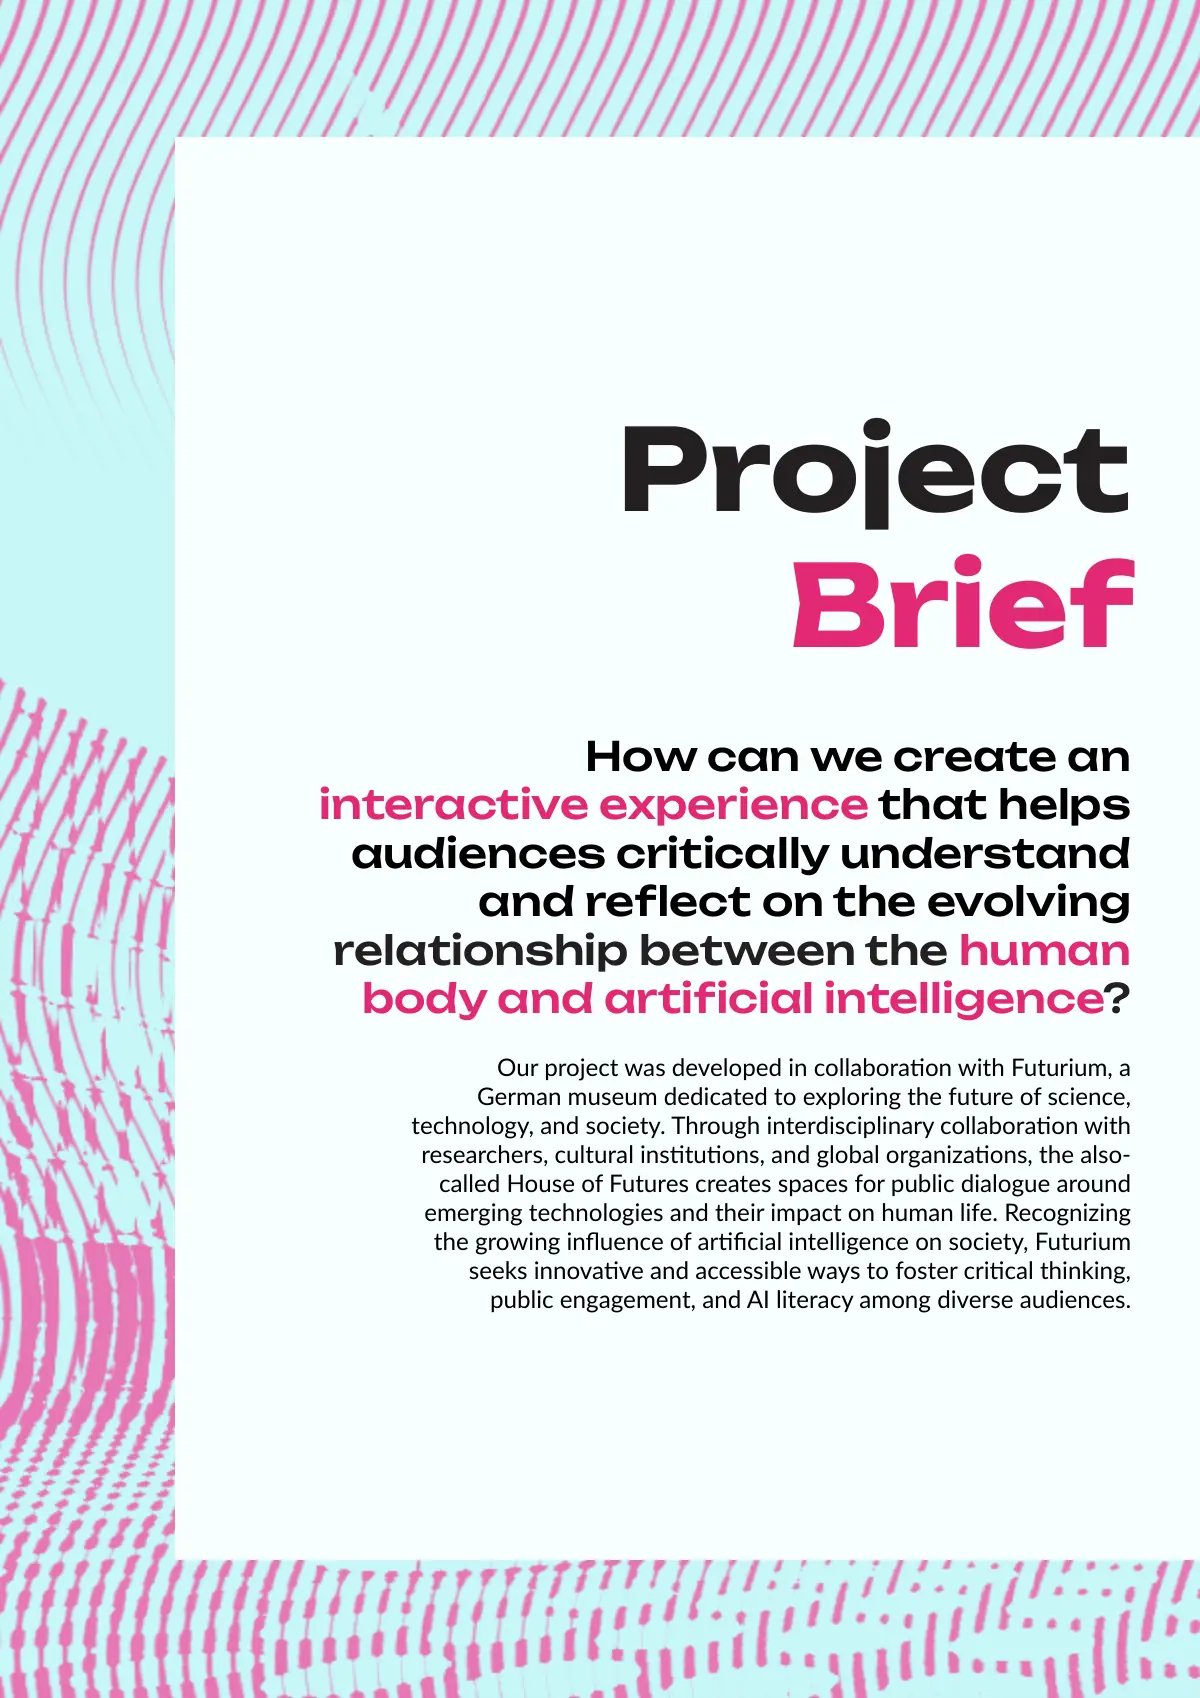 Project
Brief
How can we create an
interactive experience that helps
audiences critically understand
and reflect on the evolving
relationship between the human
body and artificial intelligence?
Our project was developed in collaboration with Futurium, a
German museum dedicated to exploring the future of science,
technology, and society. Through interdisciplinary collaboration with
researchers, cultural institutions, and global organizations, the also-
called House of Futures creates spaces for public dialogue around
emerging technologies and their impact on human life. Recognizing
the growing influence of artificial intelligence on society, Futurium
seeks innovative and accessible ways to foster critical thinking,
public engagement, and AI literacy among diverse audiences.